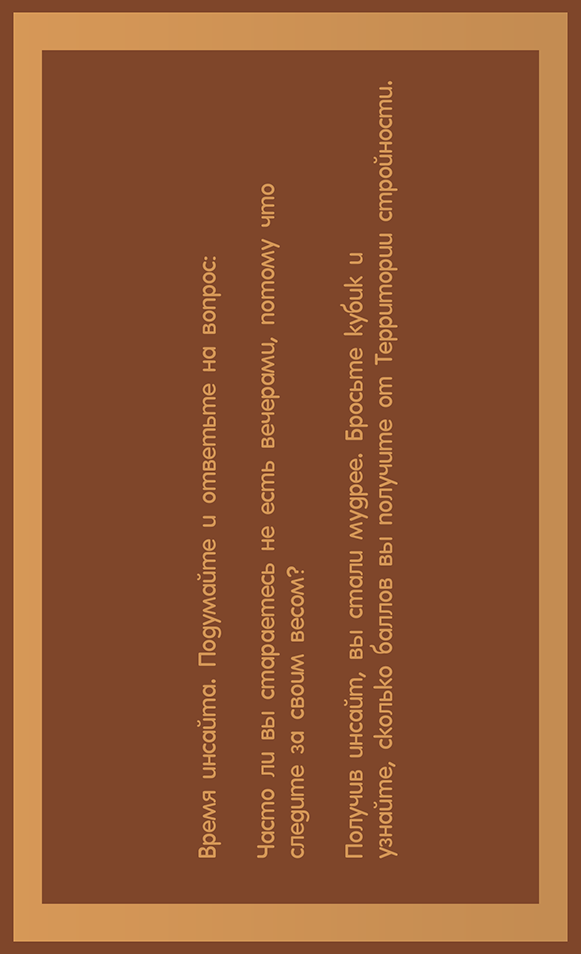 Время инсайта. Подумайте и ответьте на вопрос:
Часто ли вы стараетесь не есть вечерами, потому что
следите за своим весом?
Получив инсайт, вы стали мудрее. Бросьте кубик и
узнайте, сколько баллов вы получите от Территории стройности.